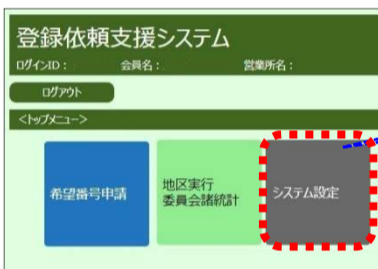 登録依頼支援システム
ログインID： 会員名： 営業所名：
ログアウト
<トップメニュー>
希望番号申請
地区実行
委員会諸統計
システム設定